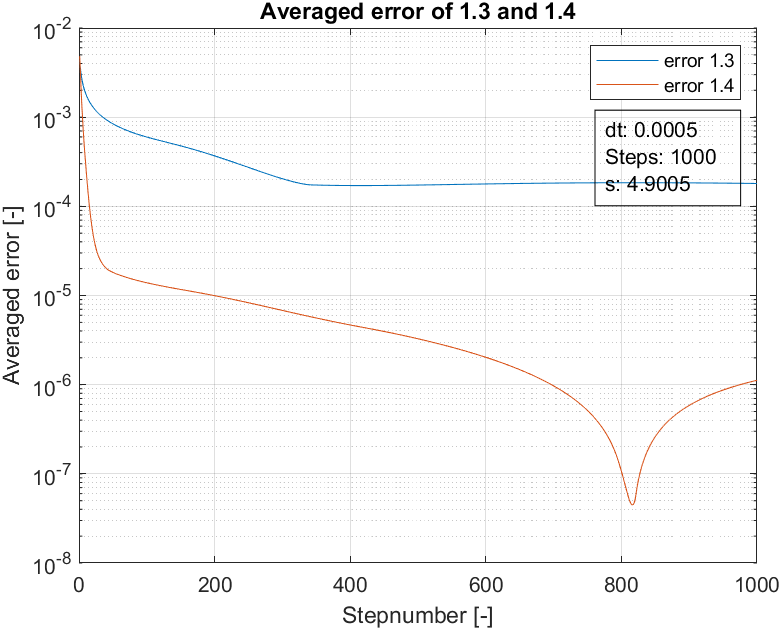 Averaged error of 1.3 and 1.4
10^-2
10^-3
10^-4
10^-5
10^-6
10^-7
10^-8
Averaged error [-]
error 1.3
error 1.4
dt: 0.0005
Steps: 1000
s: 4.9005
0 200 400 600 800 1000
Stepnumber [-]